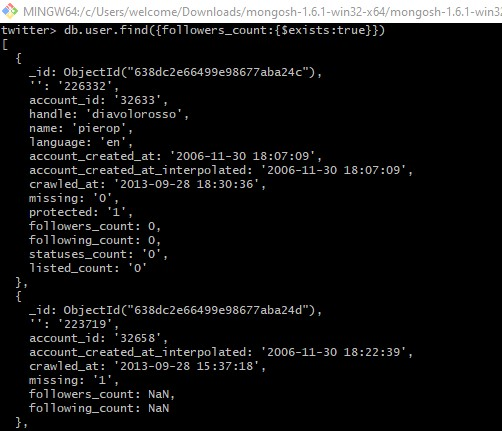 MINGW64:/c/Users/welcome/Downloads/mongosh-1.6.1-win32-x64/mongosh-1.6.1-win32
twitter> db.user.find({followers_count:{$exists:true}})
[
  {
    _id: ObjectId("638dc2e66499e98677aba24c"),
    '': '226332',
    account_id: '32633',
    handle: 'diavolorosso',
    name: 'pierop',
    language: 'en',
    account_created_at: '2006-11-30 18:07:09',
    account_created_at_interpolated: '2006-11-30 18:07:09',
    crawled_at: '2013-09-28 18:30:36',
    missing: '0',
    protected: '1',
    followers_count: 0,
    following_count: 0,
    statuses_count: '0',
    listed_count: '0'
  },
  {
    _id: ObjectId("638dc2e66499e98677aba24d"),
    '': '223719',
    account_id: '32658',
    account_created_at_interpolated: '2006-11-30 18:22:39',
    crawled_at: '2013-09-28 15:37:18',
    missing: '1',
    followers_count: NaN,
    following_count: NaN
  },